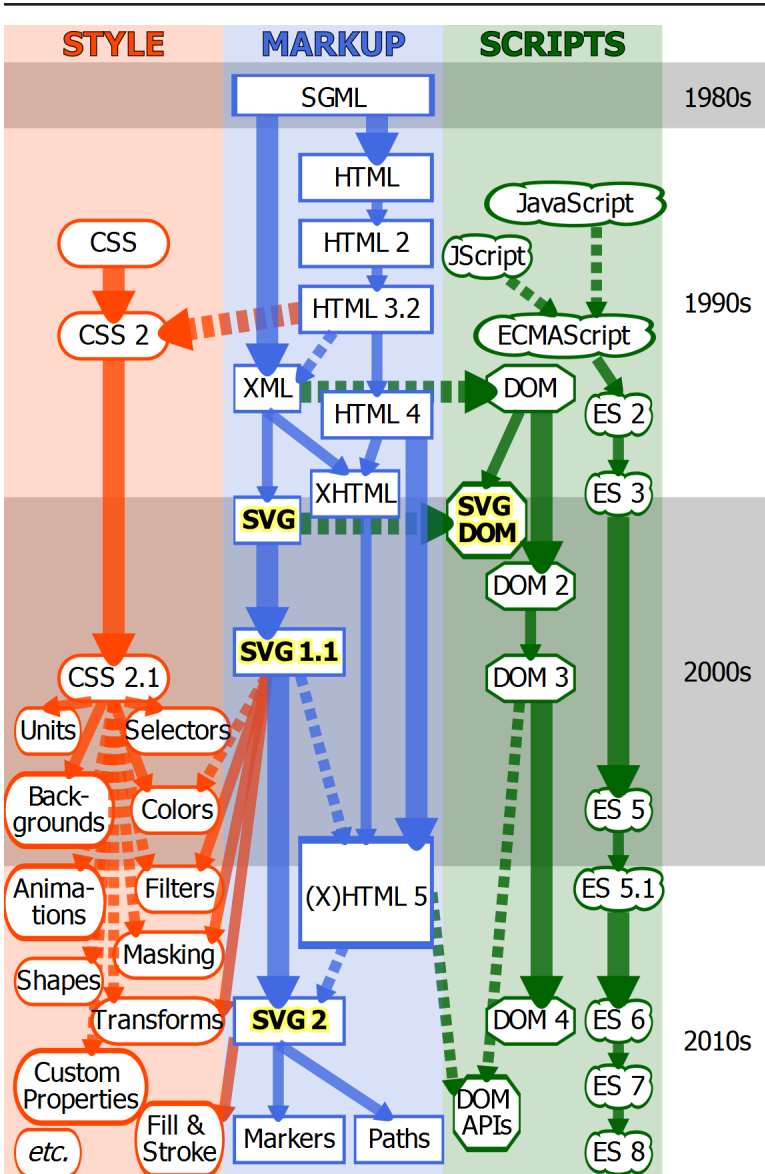 STYLE MARKUP SCRIPTS
SGML
1980s
HTML
JavaScript
CSS
HTML 2
JScript
HTML 3.2
1990s
CSS 2
ECMAScript
XML
DOM
HTML 4
ES 2
XHTML
ES 3
SVG
SVG
DOM
DOM 2
SVG 1.1
CSS 2.1
DOM 3
2000s
Units
Selectors
Back-
grounds
Colors
ES 5
Anima-
tions
Filters
(X)HTML 5
ES 5.1
Masking
Shapes
Transforms
SVG 2
DOM 4
ES 6
2010s
Custom
Properties
ES 7
DOM
APIs
Fill &
Stroke
Markers
Paths
etc.
ES 8